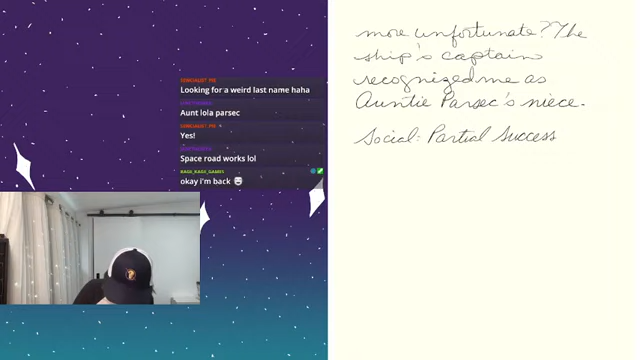 Looking for a weird last name haha
Aunt lola parsec
Yes!
Space road works lol
okay i'm back
more unfortunate? The
ship's captain
recognized me as
Auntie Parsec's niece.
Social: Partial Success